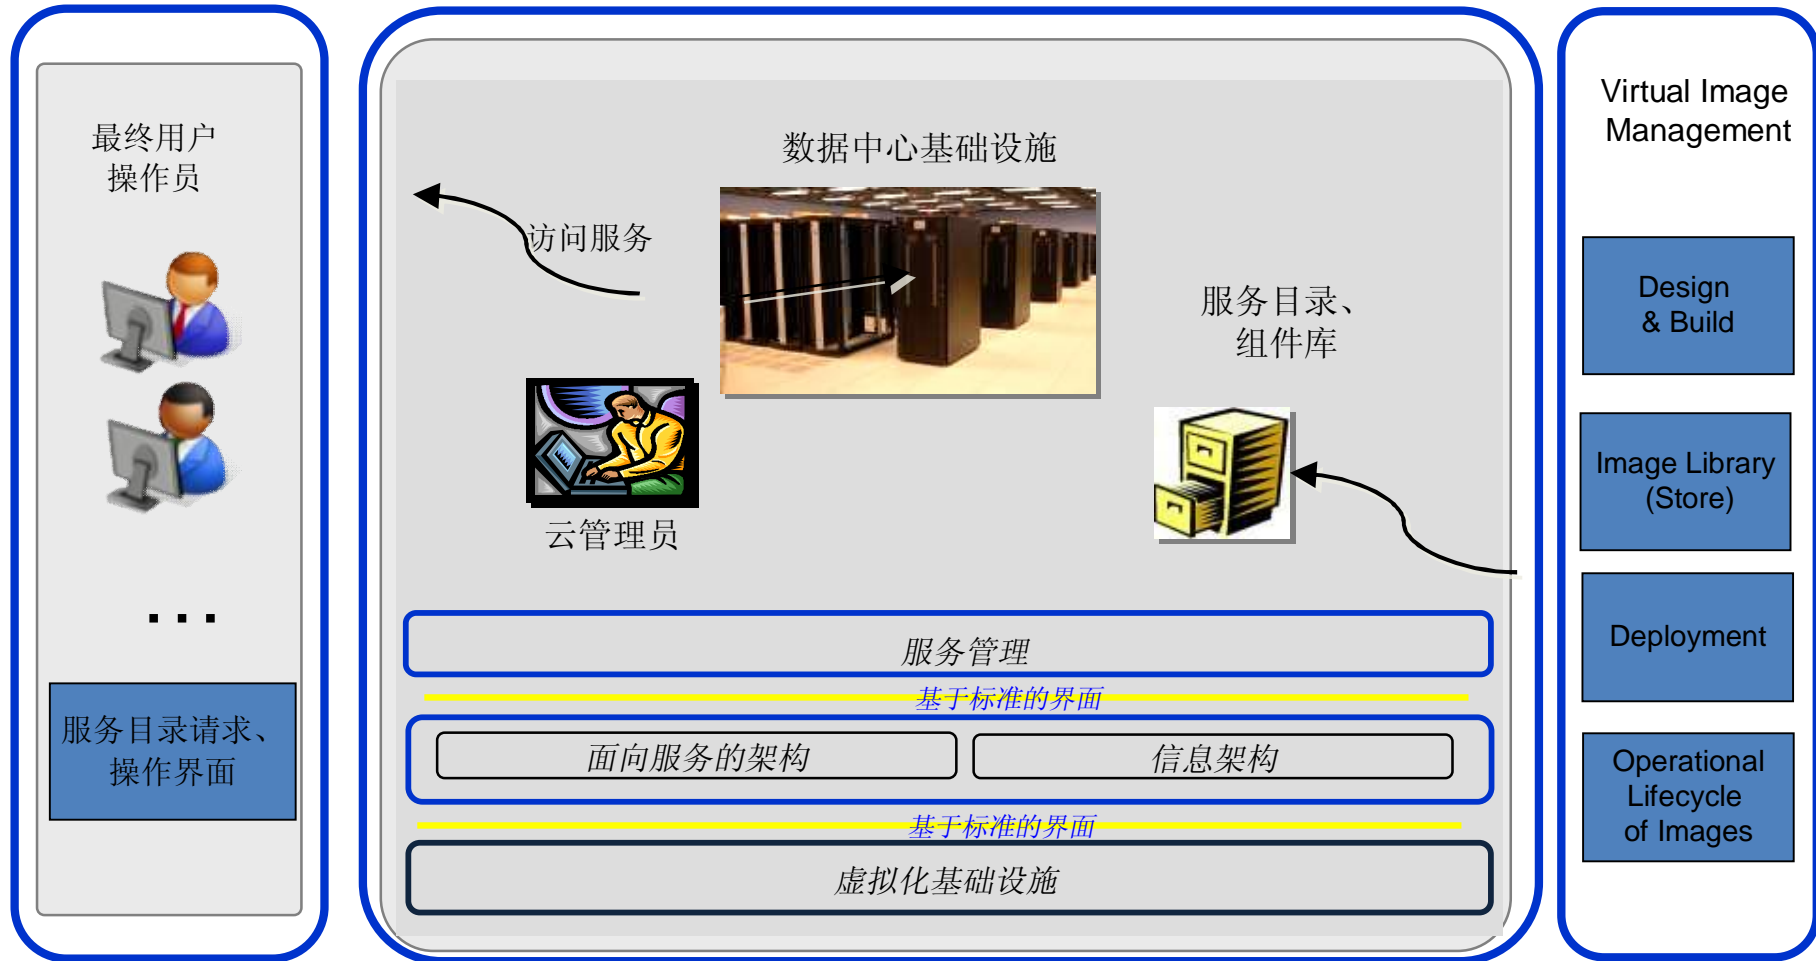 最终用户
操作员
...
服务目录请求、
操作界面
数据中心基础设施
访问服务
服务目录、
组件库
云管理员
服务管理
基于标准的界面
面向服务的架构
信息架构
基于标准的界面
虚拟化基础设施
Virtual Image
Management
Design
& Build
Image Library
(Store)
Deployment
Operational
Lifecycle
of Images